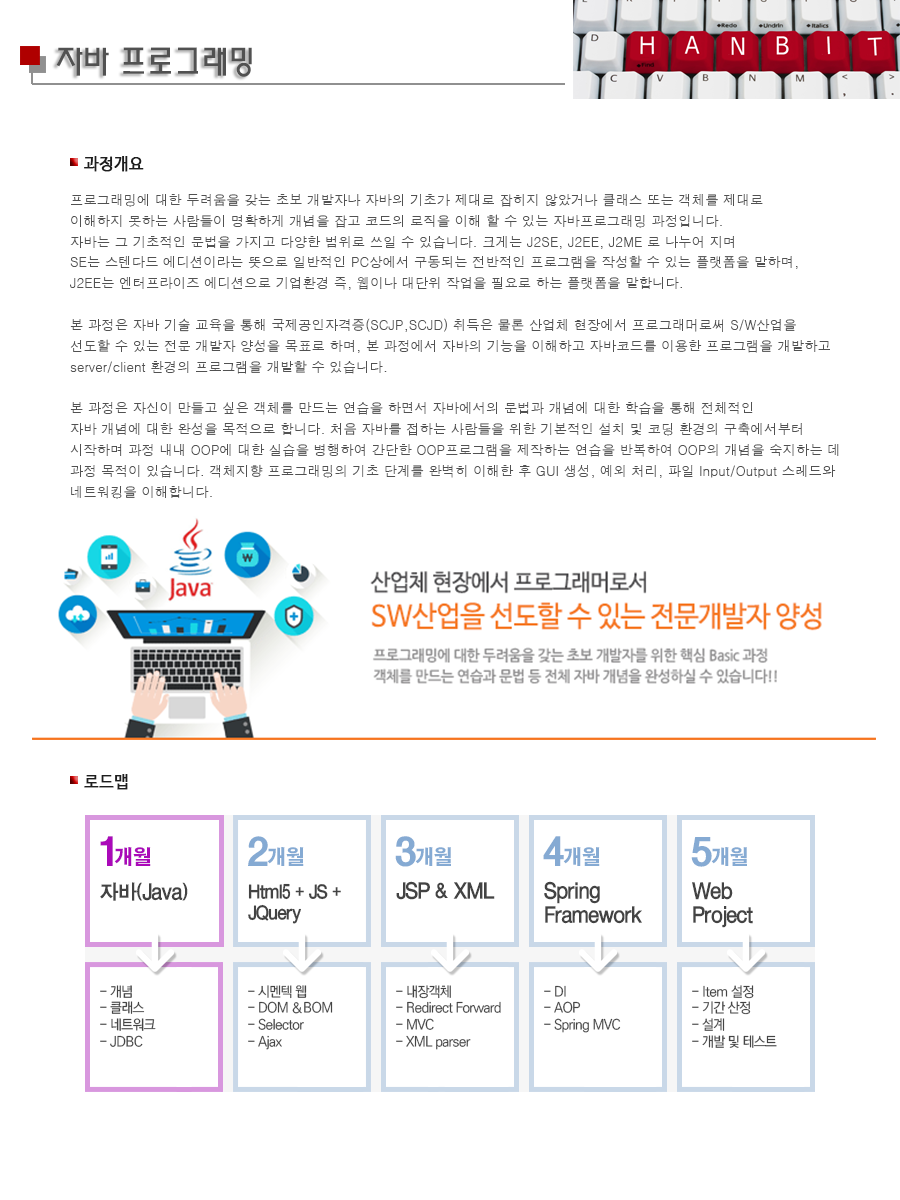 자바 프로그래밍
D H A N B I T
Redo Undrin Italics
Find
C V B N M < , > .
과정개요
프로그래밍에 대한 두려움을 갖는 초보 개발자나 자바의 기초가 제대로 잡히지 않았거나 클래스 또는 객체를 제대로
이해하지 못하는 사람들이 명확하게 개념을 잡고 코드의 로직을 이해 할 수 있는 자바프로그래밍 과정입니다.
자바는 그 기초적인 문법을 가지고 다양한 범위로 쓰일 수 있습니다. 크게는 J2SE, J2EE, J2ME 로 나누어 지며
SE는 스텐다드 에디션이라는 뜻으로 일반적인 PC상에서 구동되는 전반적인 프로그램을 작성할 수 있는 플랫폼을 말하며,
J2EE는 엔터프라이즈 에디션으로 기업환경 즉, 웹이나 대단위 작업을 필요로 하는 플랫폼을 말합니다.
본 과정은 자바 기술 교육을 통해 국제공인자격증(SCJP,SCJD) 취득은 물론 산업체 현장에서 프로그래머로써 S/W산업을
선도할 수 있는 전문 개발자 양성을 목표로 하며, 본 과정에서 자바의 기능을 이해하고 자바코드를 이용한 프로그램을 개발하고
server/client 환경의 프로그램을 개발할 수 있습니다.
본 과정은 자신이 만들고 싶은 객체를 만드는 연습을 하면서 자바에서의 문법과 개념에 대한 학습을 통해 전체적인
자바 개념에 대한 완성을 목적으로 합니다. 처음 자바를 접하는 사람들을 위한 기본적인 설치 및 코딩 환경의 구축에서부터
시작하며 과정 내내 OOP에 대한 실습을 병행하여 간단한 OOP프로그램을 제작하는 연습을 반복하여 OOP의 개념을 숙지하는 데
과정 목적이 있습니다. 객체지향 프로그래밍의 기초 단계를 완벽히 이해한 후 GUI 생성, 예외 처리, 파일 Input/Output 스레드와
네트워킹을 이해합니다.
Java
₩
산업체 현장에서 프로그래머로서
SW산업을 선도할 수 있는 전문개발자 양성
프로그래밍에 대한 두려움을 갖는 초보 개발자를 위한 핵심 Basic 과정
객체를 만드는 연습과 문법 등 전체 자바 개념을 완성하실 수 있습니다!!
로드맵
1개월
자바(Java)
- 개념
- 클래스
- 네트워크
- JDBC
2개월
Html5 + JS +
JQuery
- 시멘텍 웹
- DOM & BOM
- Selector
- Ajax
3개월
JSP & XML
- 내장객체
- Redirect Forward
- MVC
- XML parser
4개월
Spring
Framework
- DI
- AOP
- Spring MVC
5개월
Web
Project
- Item 설정
- 기간 산정
- 설계
- 개발 및 테스트